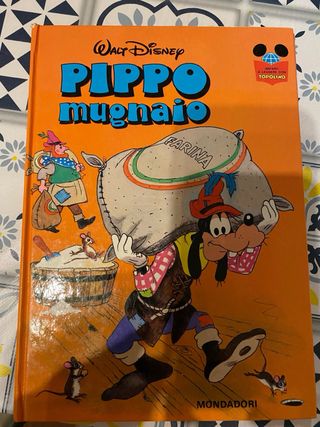 WALT DISNEY
PIPPO
mugnaio
TOPOLINO
FARINA
MONDADORI